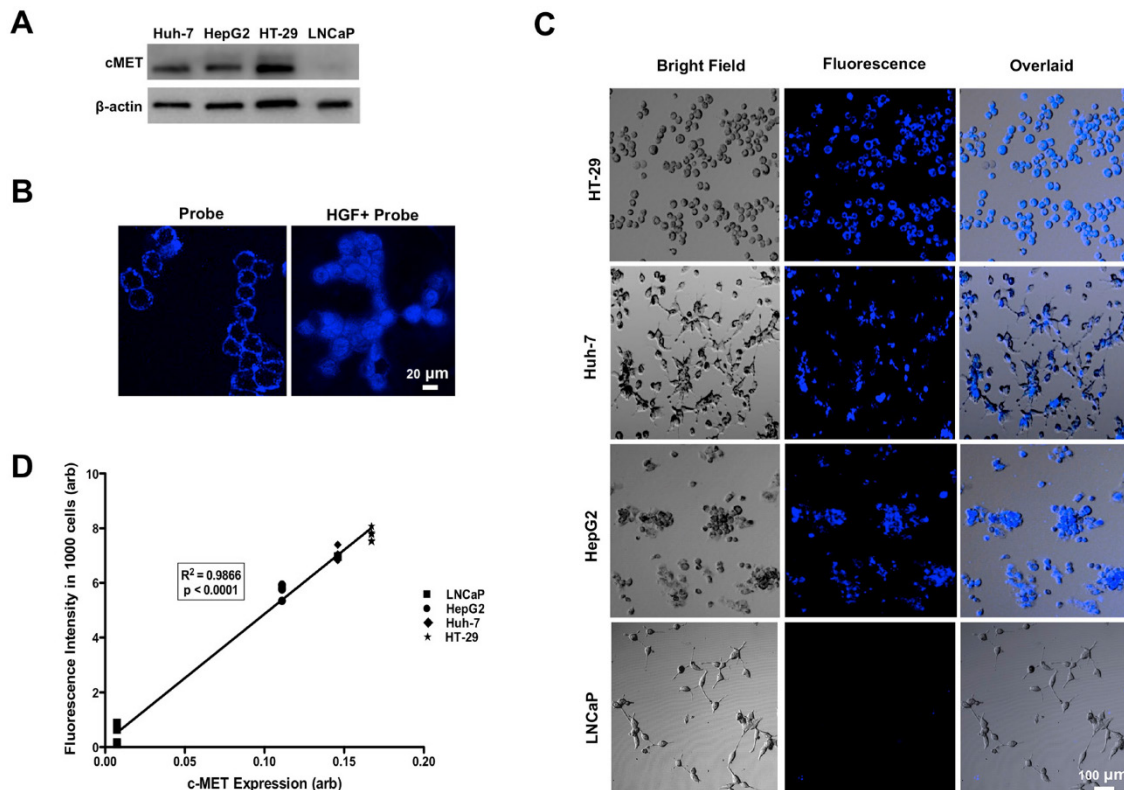 A
Huh-7 HepG2 HT-29 LNCaP
cMET
β-actin
B
Probe
HGF+ Probe
20 µm
C
Bright Field
Fluorescence
Overlaid
HT-29
Huh-7
HepG2
LNCaP
100 µm
D
Fluorescence Intensity in 1000 cells (arb)
10
8
6
4
2
0
R² = 0.9866
p < 0.0001
LNCaP
HepG2
Huh-7
HT-29
0.00 0.05 0.10 0.15 0.20
c-MET Expression (arb)